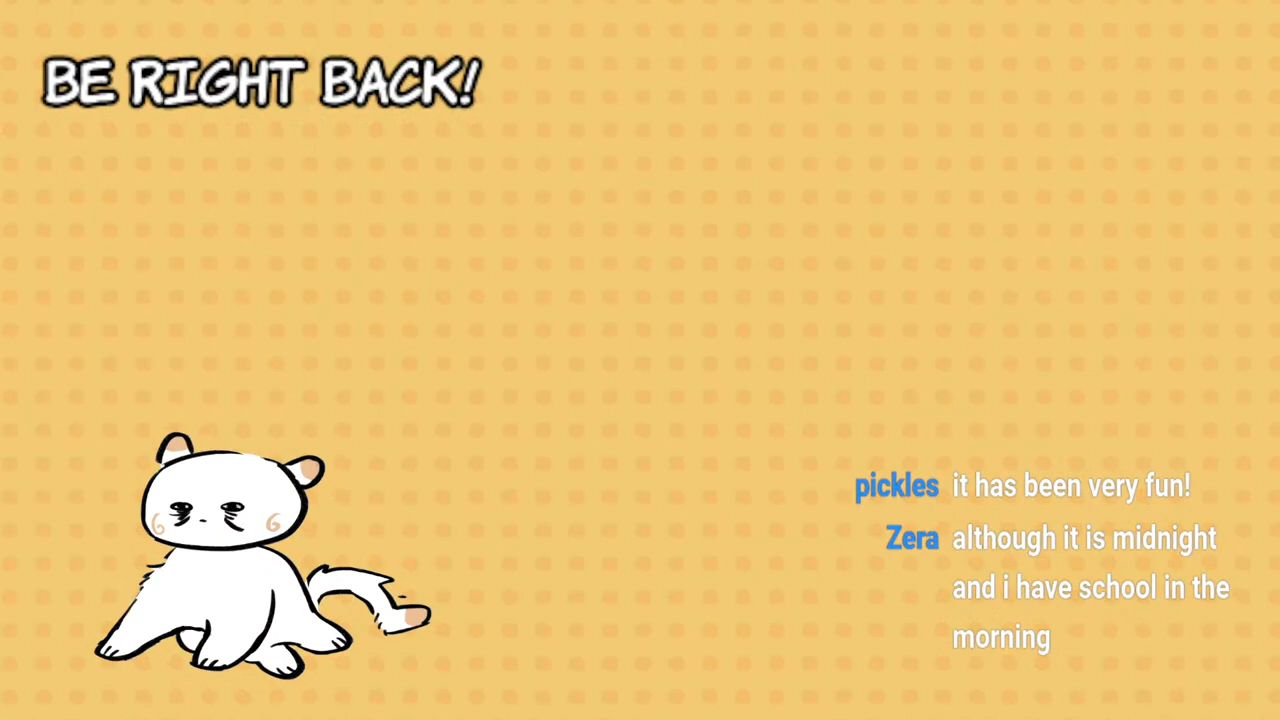 BE RIGHT BACK!
pickles it has been very fun!
Zera although it is midnight
and i have school in the
morning